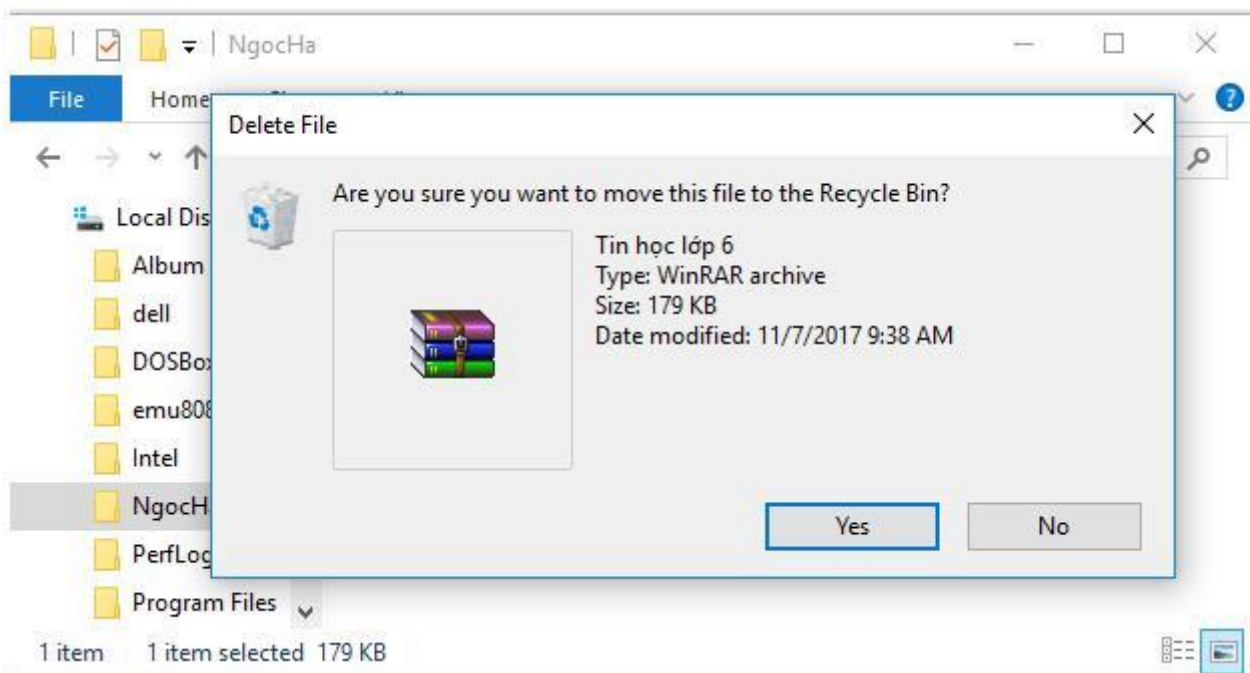 NgocHa
File Home
Delete File
Are you sure you want to move this file to the Recycle Bin?
Tin học lớp 6
Type: WinRAR archive
Size: 179 KB
Date modified: 11/7/2017 9:38 AM
Yes No
Local Dis
Album
dell
DOSBo
emu808
Intel
NgocH
PerfLog
Program Files
1 item 1 item selected 179 KB